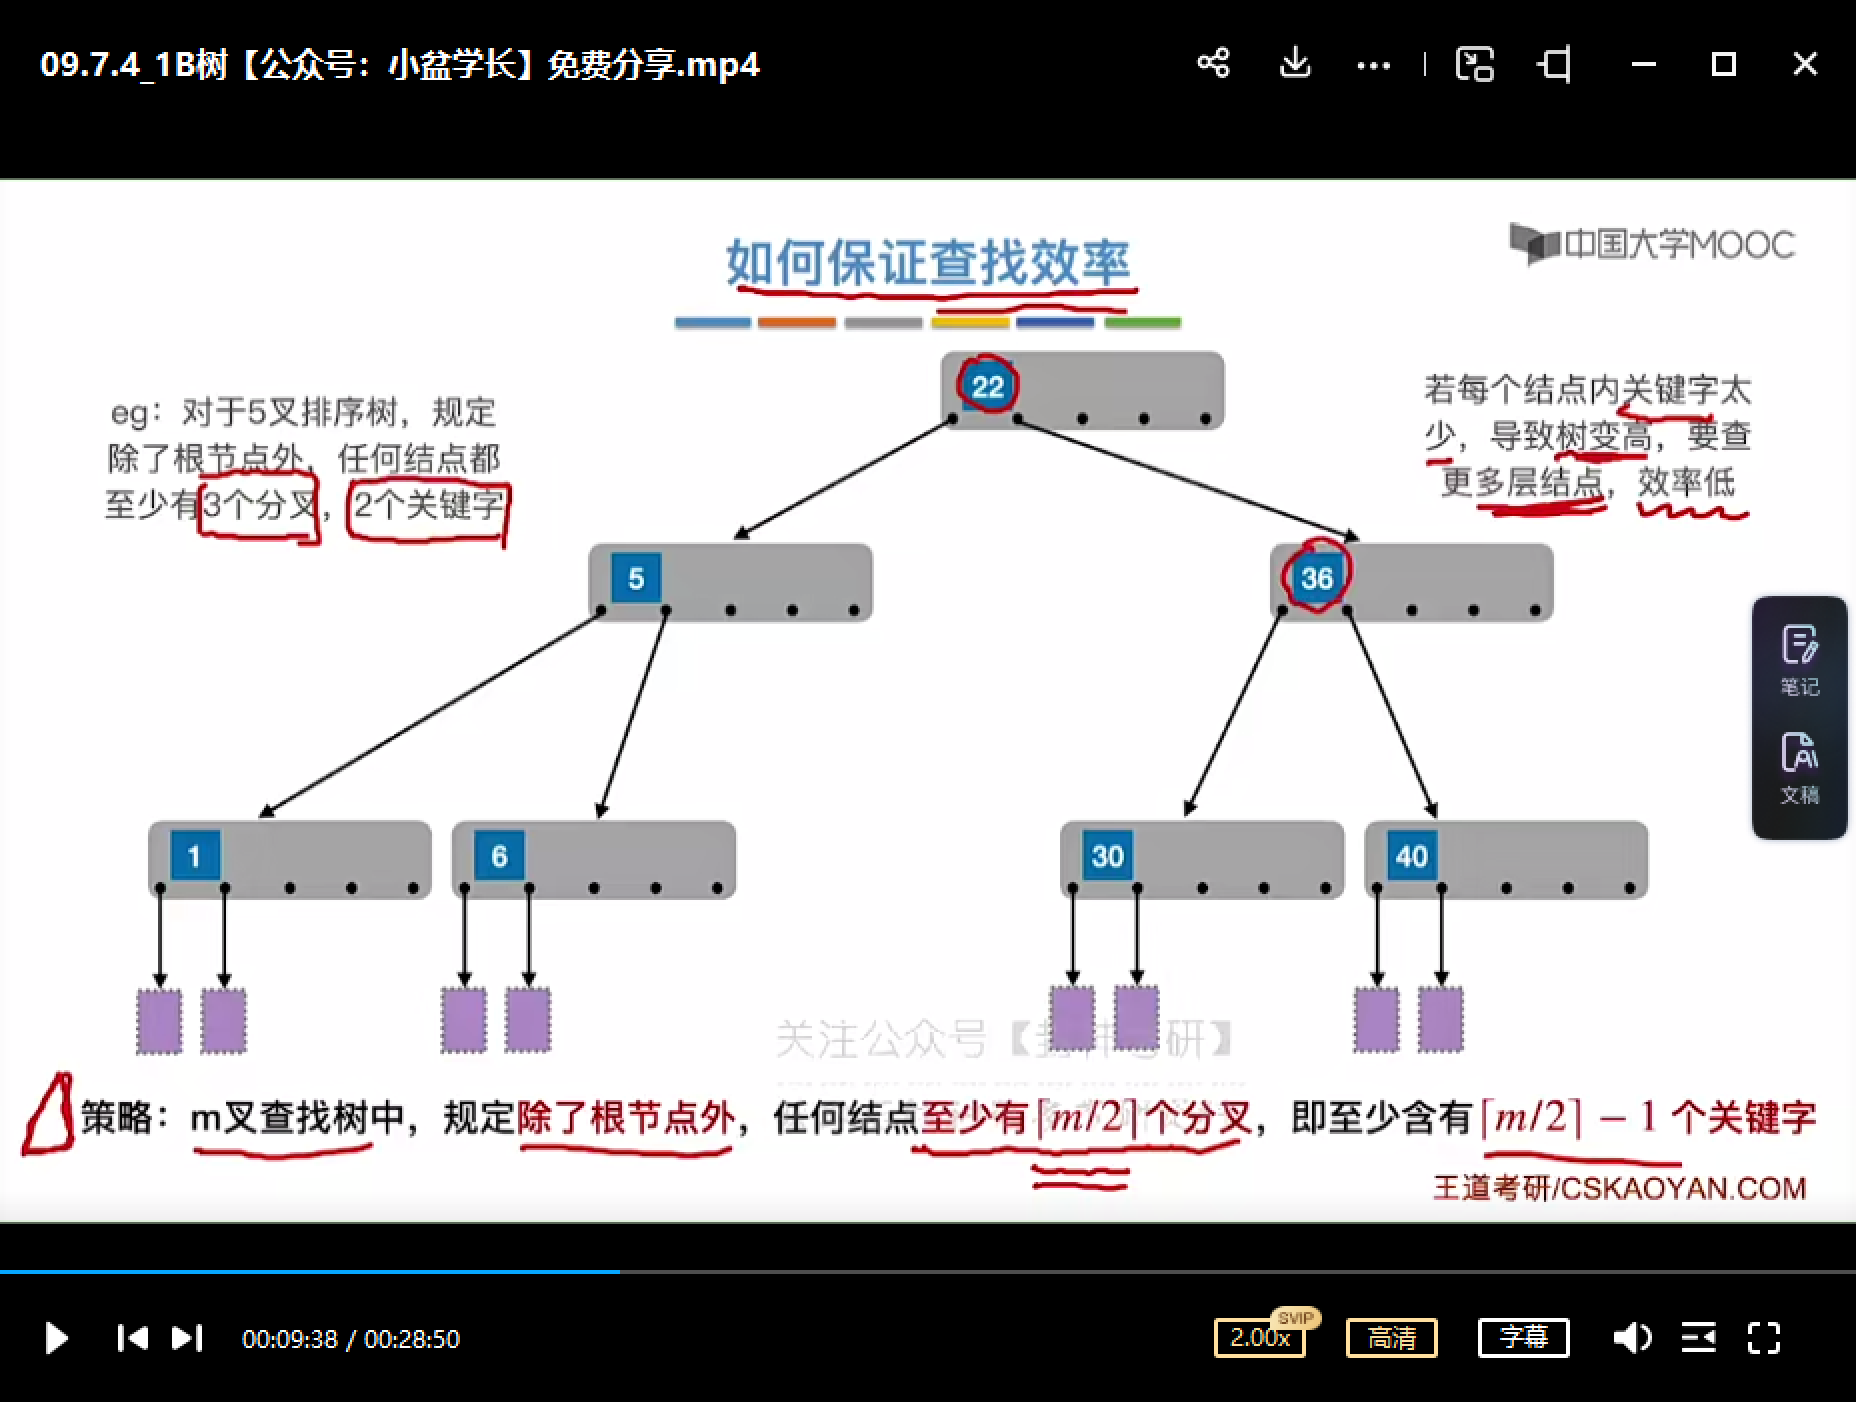 09.7.4_1B树【公众号：小盆学长】免费分享.mp4
如何保证查找效率
中国大学MOOC
eg：对于5叉排序树，规定
除了根节点外，任何结点都
至少有3个分叉，2个关键字
若每个结点内关键字太
少，导致树变高，要查
更多层结点，效率低
22
5
36
1
6
30
40
笔记
文稿
关注公众号【 研】
策略：m叉查找树中，规定除了根节点外，任何结点至少有⌈m/2⌉个分叉，即至少含有⌈m/2⌉ − 1 个关键字
王道考研/CSKAOYAN.COM
00:09:38 / 00:28:50
SVIP
2.00x
高清
字幕